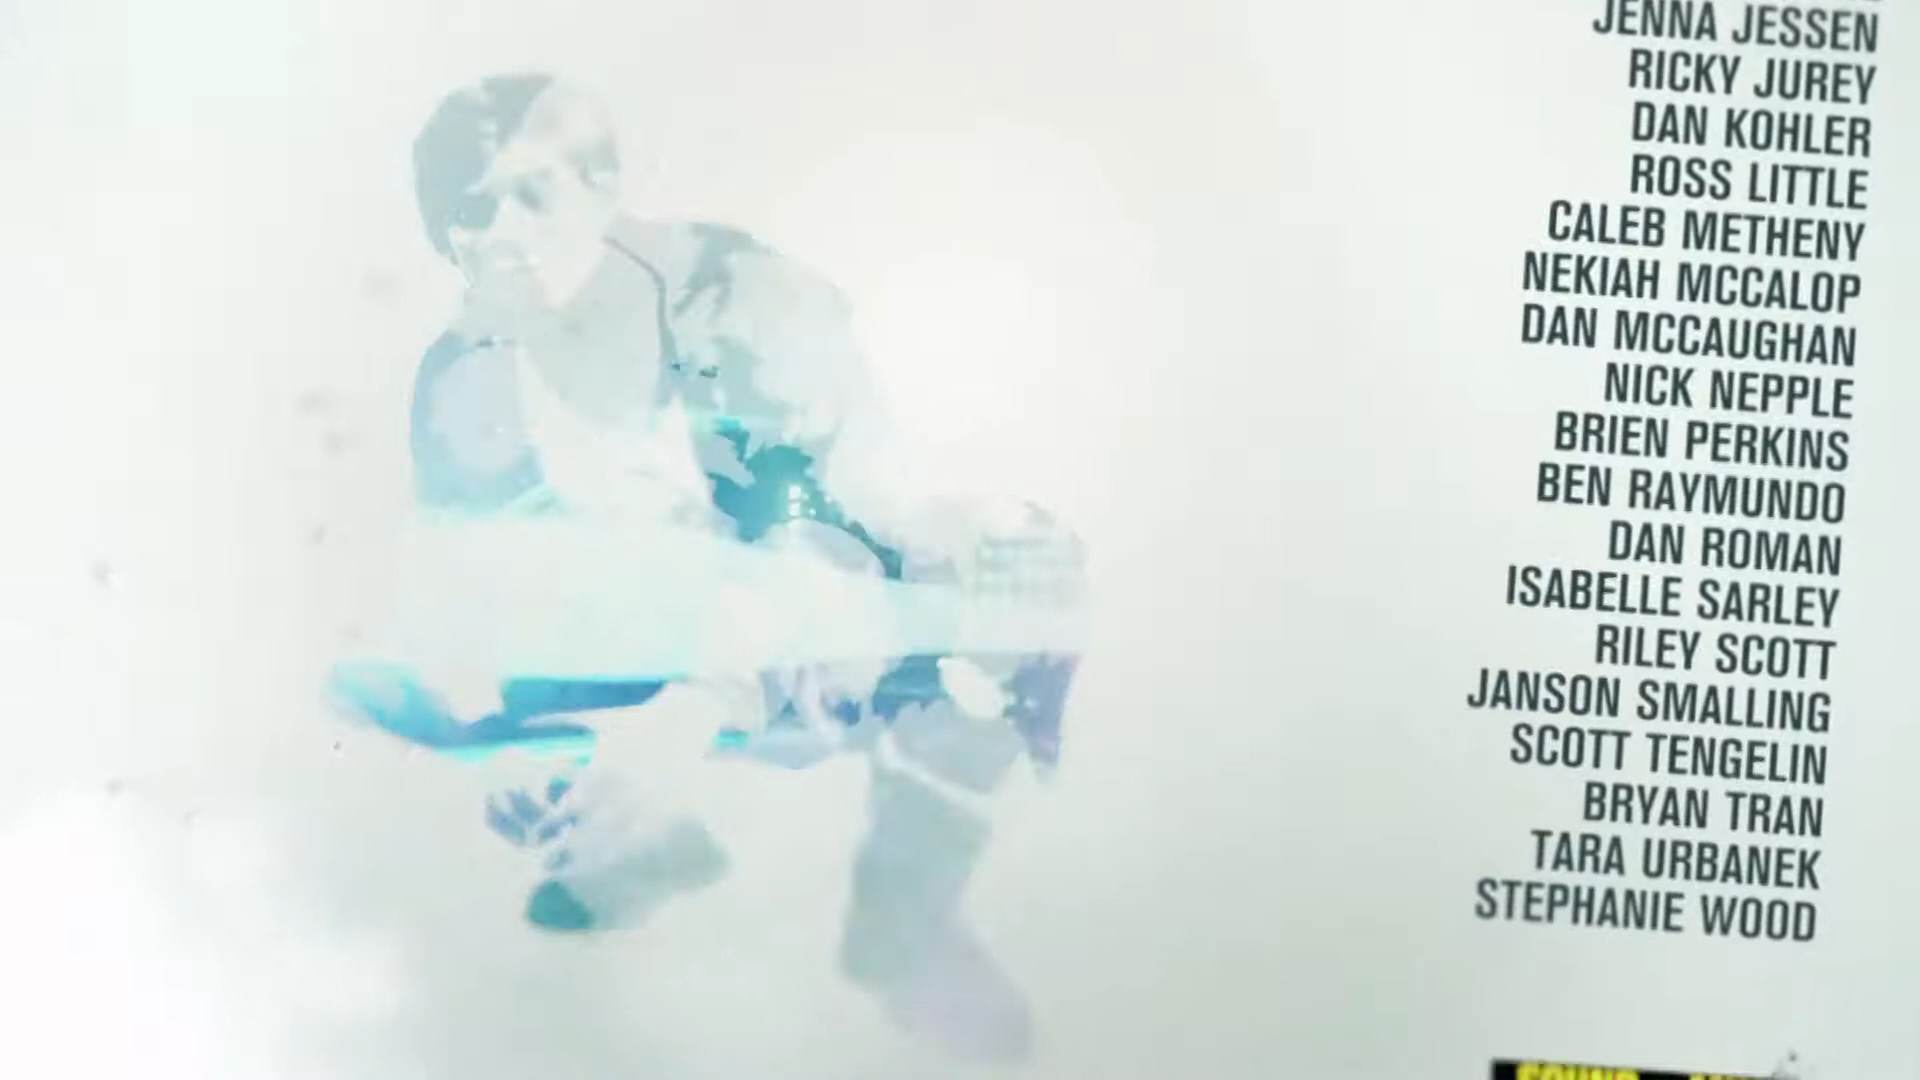 JENNA JESSEN
RICKY JUREY
DAN KOHLER
ROSS LITTLE
CALEB METHENY
NEKIAH MCCALOP
DAN MCCAUGHAN
NICK NEPPLE
BRIEN PERKINS
BEN RAYMUNDO
DAN ROMAN
ISABELLE SARLEY
RILEY SCOTT
JANSON SMALLING
SCOTT TENGELIN
BRYAN TRAN
TARA URBANEK
STEPHANIE WOOD
SOUND